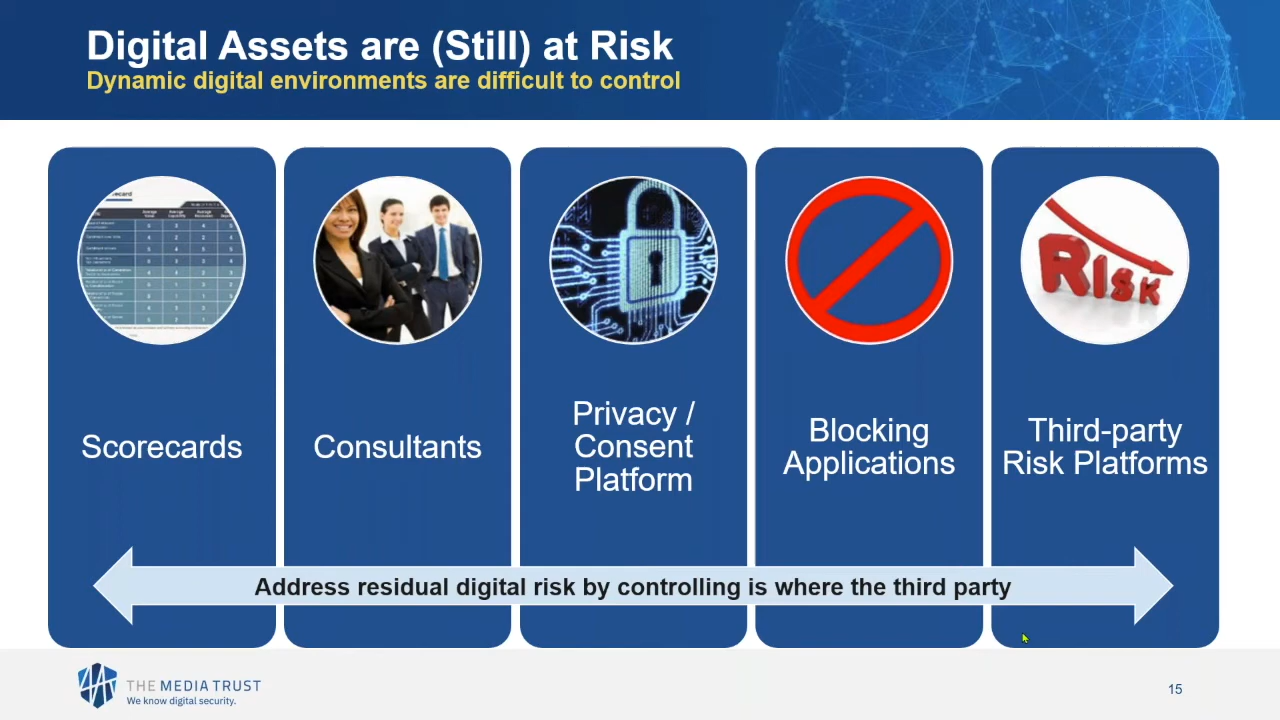 Digital Assets are (Still) at Risk
Dynamic digital environments are difficult to control
Scorecards
Consultants
Privacy /
Consent
Platform
Blocking
Applications
RISK
Third-party
Risk Platforms
Address residual digital risk by controlling is where the third party
THE MEDIA TRUST
We know digital security.
15